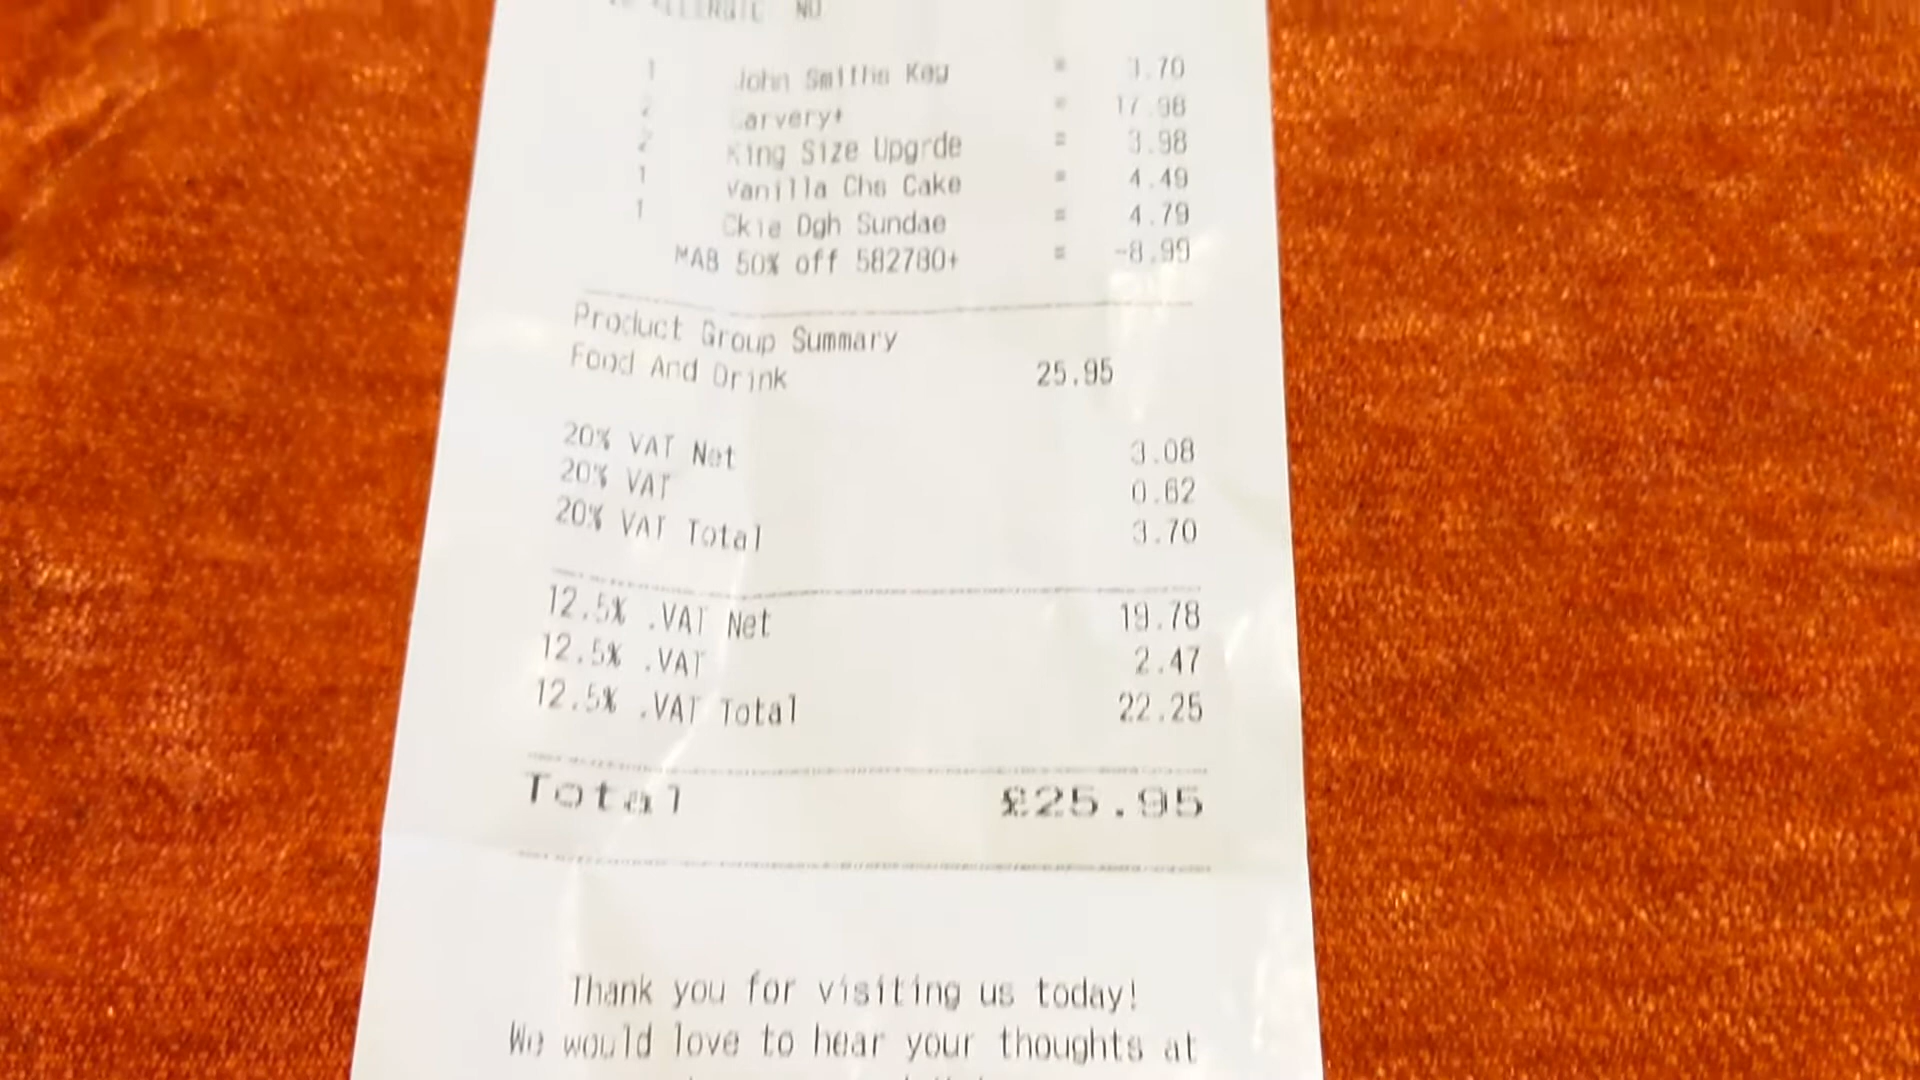 NO
1 John Smiths Keg = 3.70
2 Carvery+ = 17.98
2 King Size Upgrde = 3.98
1 Vanilla Chs Cake = 4.49
1 Ckie Dgh Sundae = 4.79
MAB 50% off 582780+ = -8.99
Product Group Summary
Food And Drink 25.95
20% VAT Net 3.08
20% VAT 0.62
20% VAT Total 3.70
12.5% .VAT Net 19.78
12.5% .VAT 2.47
12.5% .VAT Total 22.25
Total £25.95
Thank you for visiting us today!
We would love to hear your thoughts at